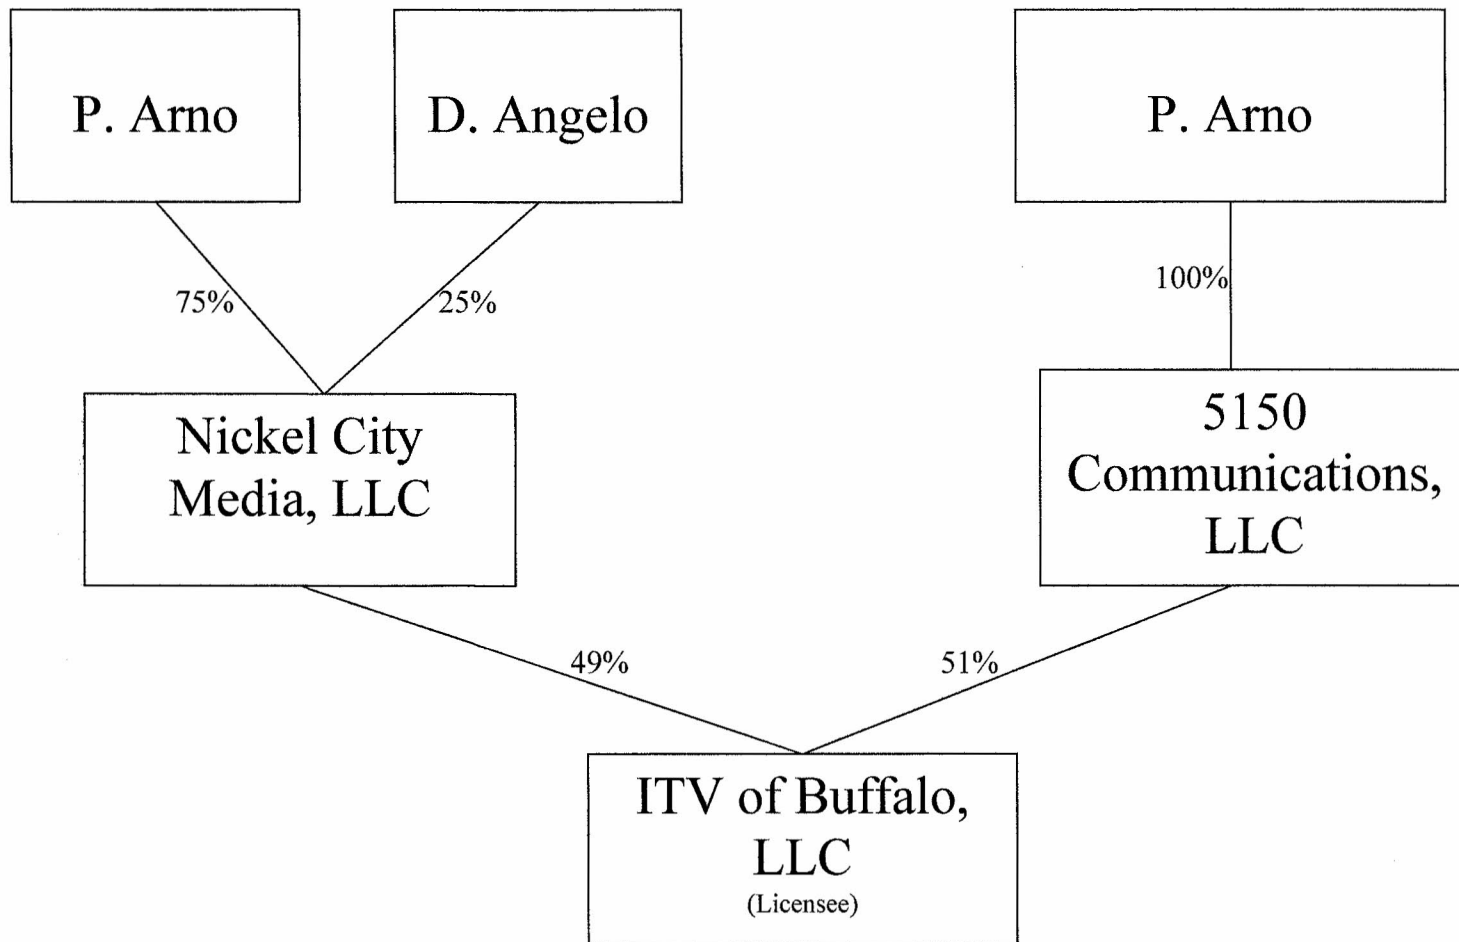 P. Arno
D. Angelo
P. Arno
75%
25%
100%
Nickel City
Media, LLC
5150
Communications,
LLC
49%
51%
ITV of Buffalo,
LLC
(Licensee)